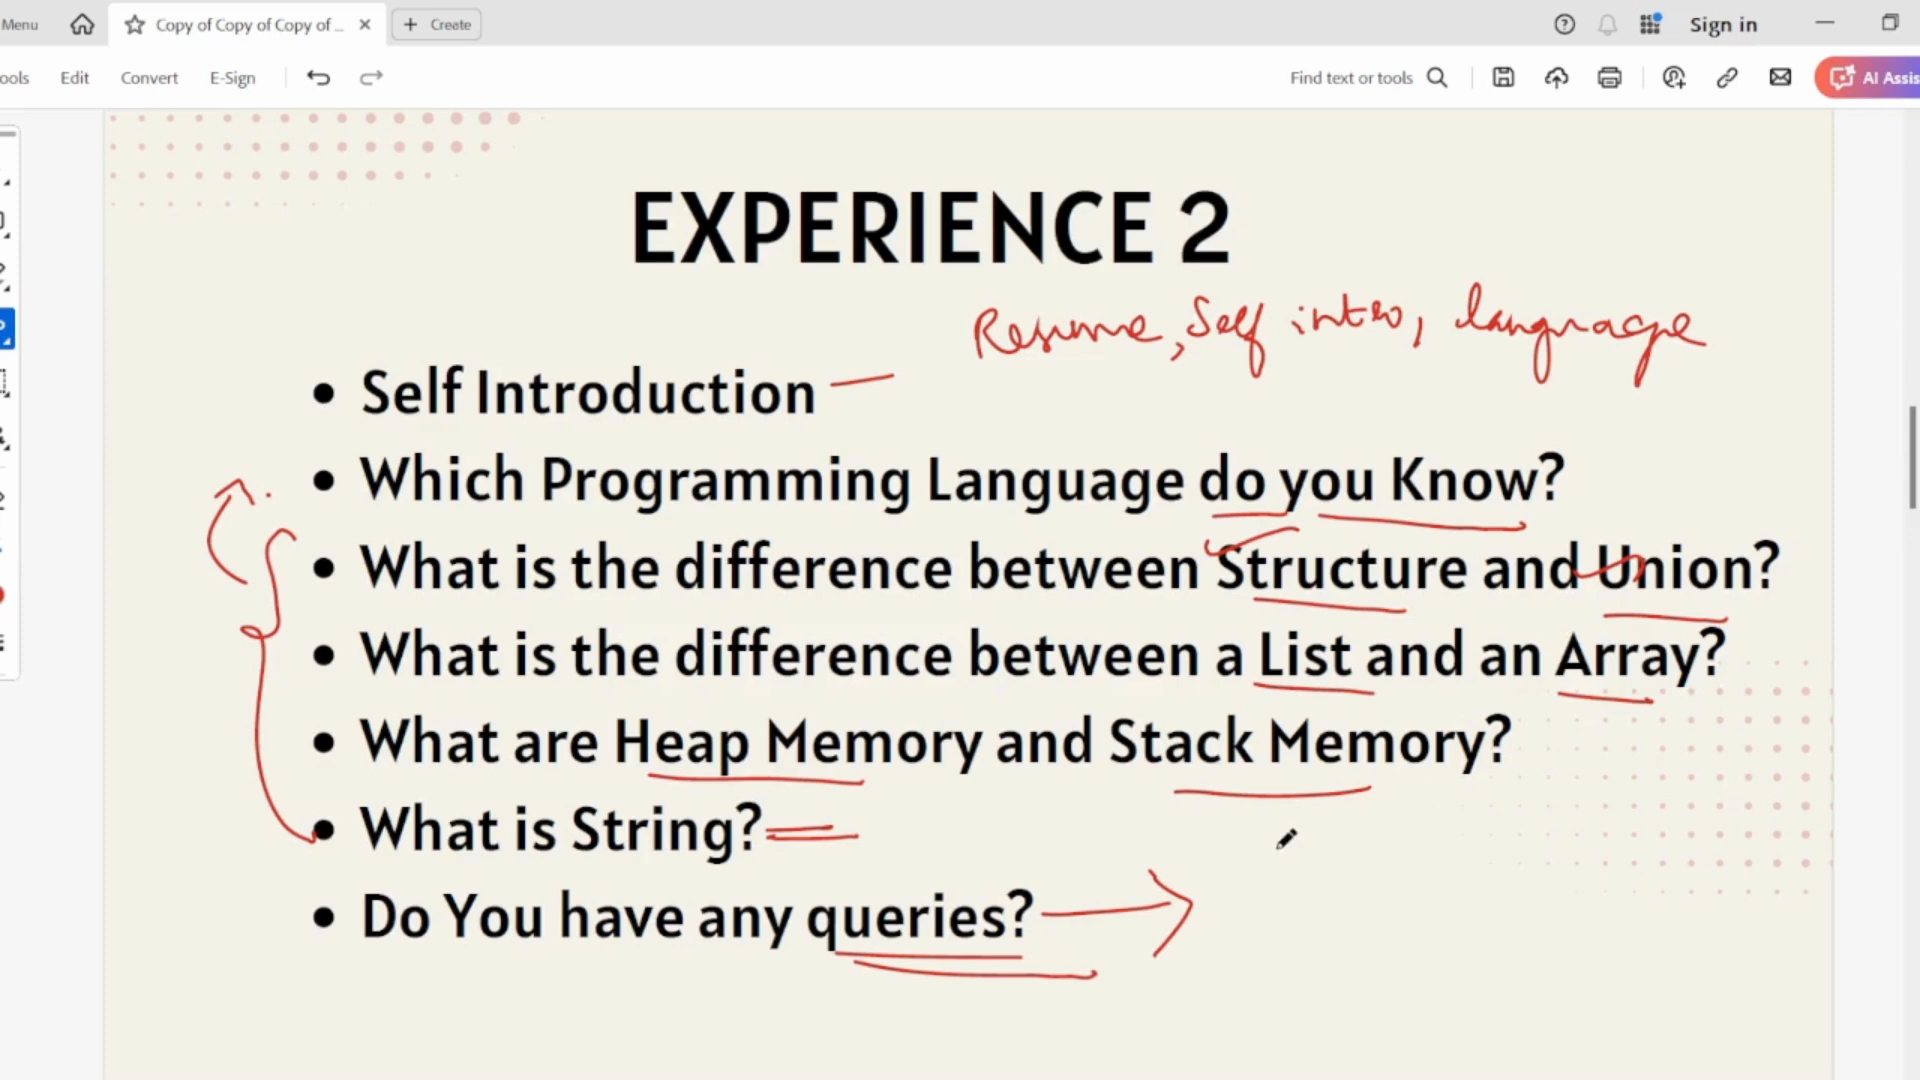 Menu
Copy of Copy of Copy of ...
Create
Sign in
ools
Edit
Convert
E-Sign
Find text or tools
AI Assis
EXPERIENCE 2
Resume, Self intro, language
• Self Introduction
• Which Programming Language do you Know?
• What is the difference between Structure and Union?
• What is the difference between a List and an Array?
• What are Heap Memory and Stack Memory?
• What is String?
• Do You have any queries?